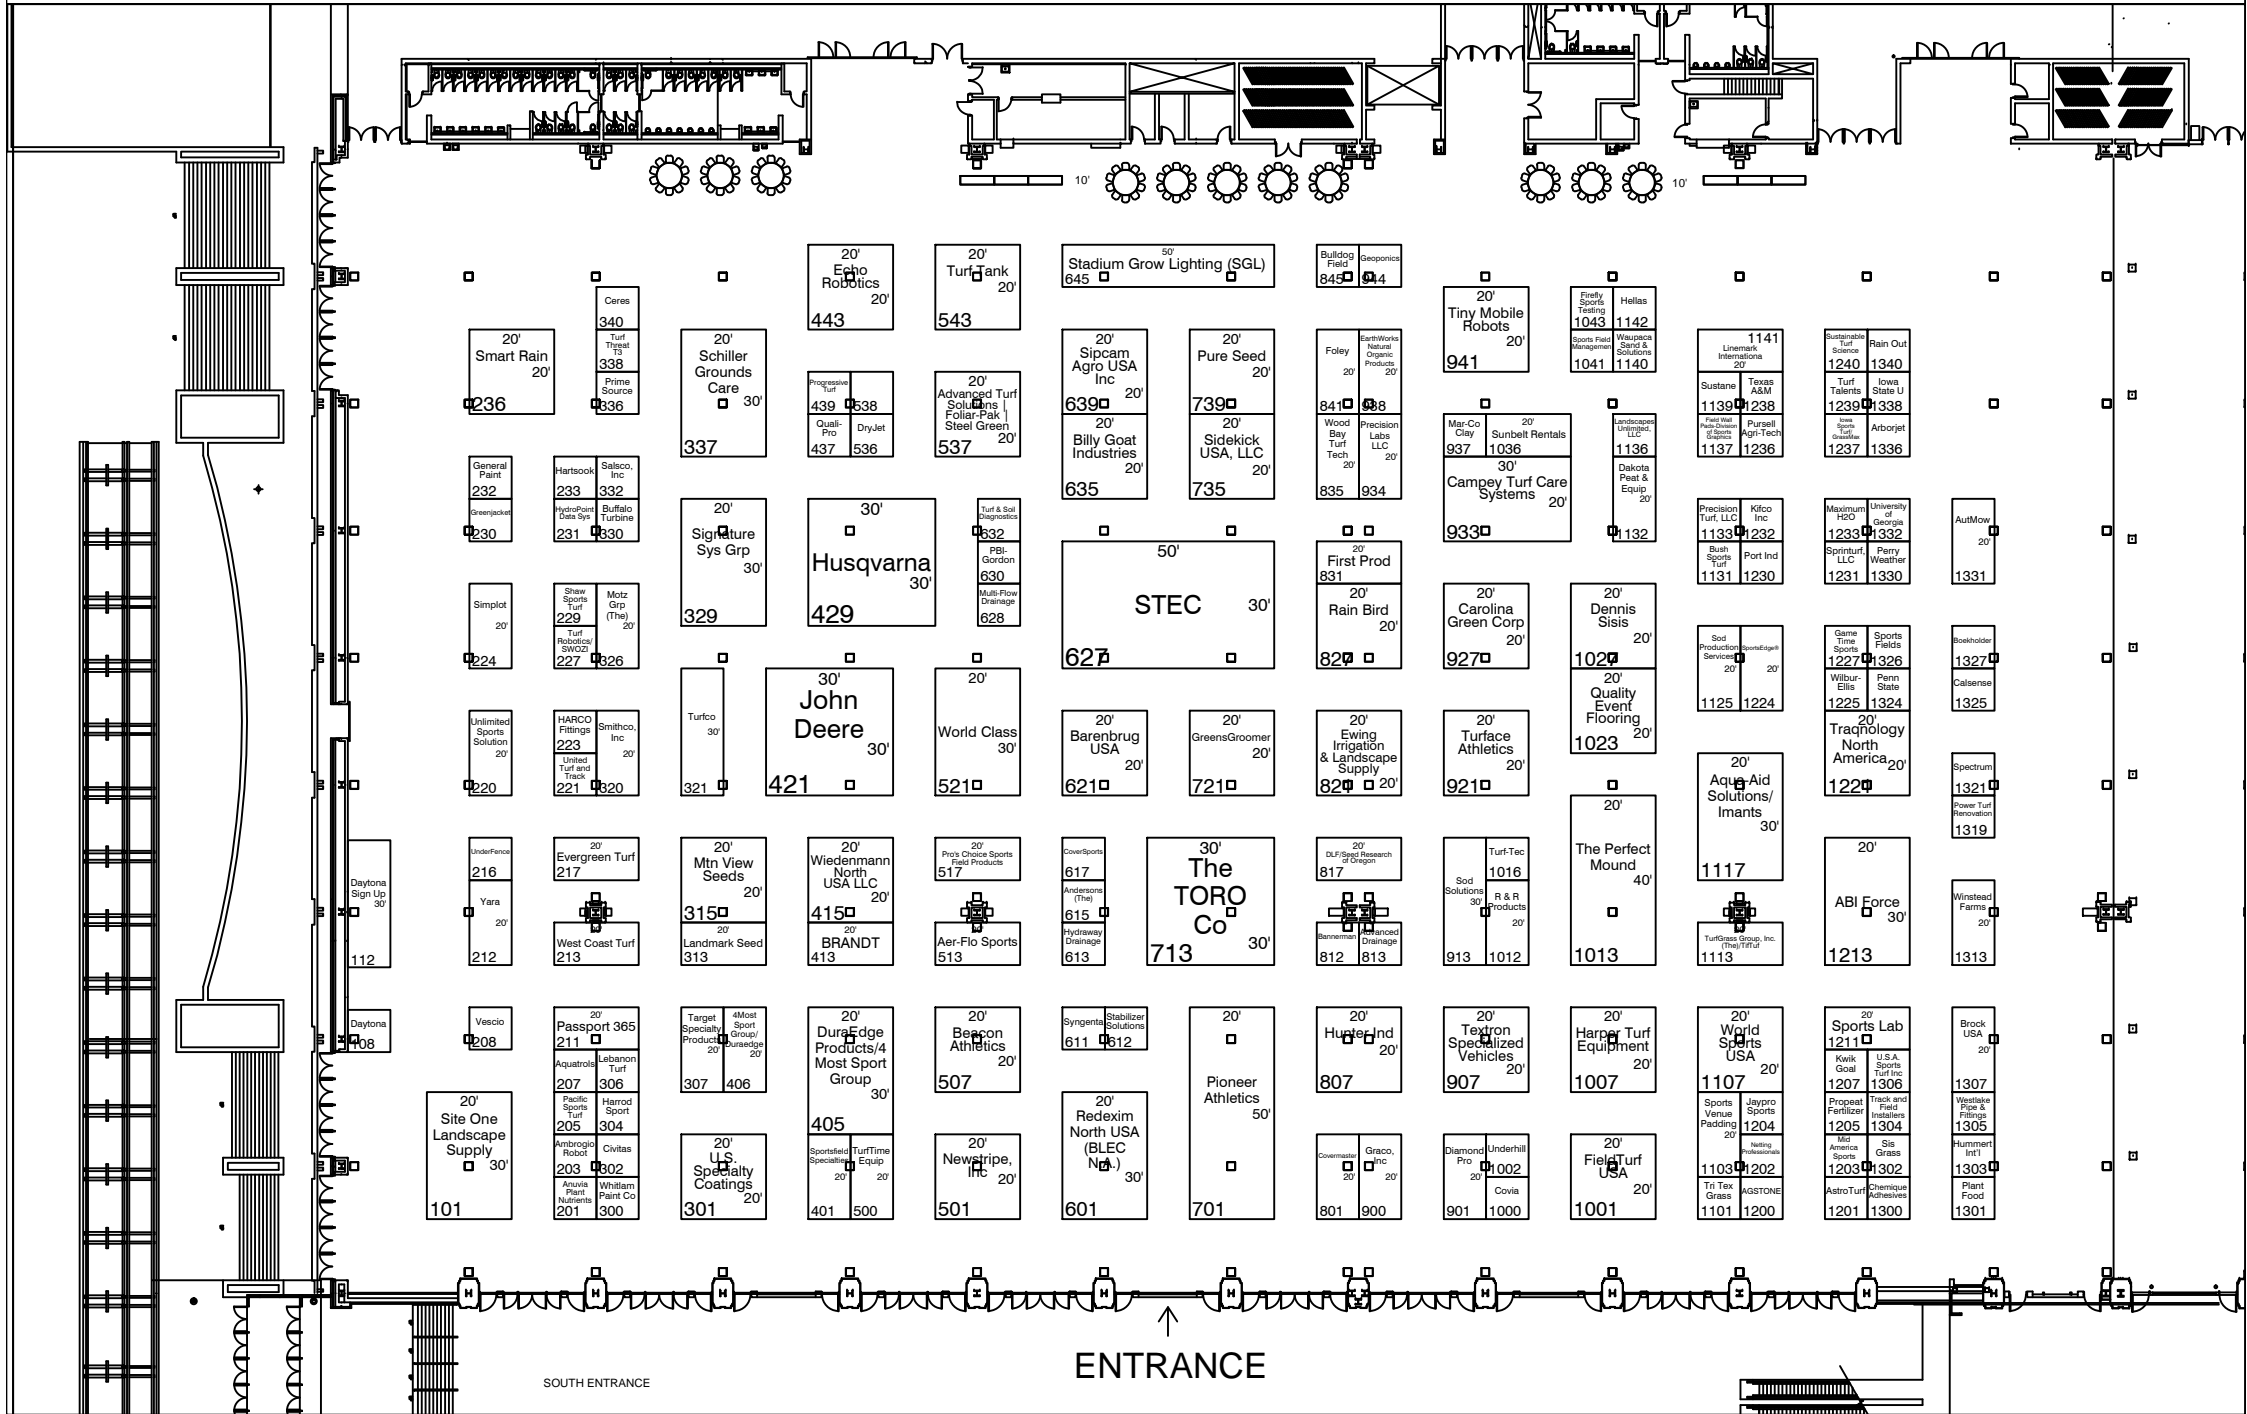 10'
10'
20'
Echo
Robotics
20'
443
20'
Turf Tank
20'
543
50'
Stadium Grow Lighting (SGL)
645
Bulldog
Field
845
Geoponics
944
Ceres
340
Turf
Threat
T3
338
Prime
Source
336
20'
Smart Rain
20'
236
20'
Schiller
Grounds
Care
30'
337
Progressive
Turf
439
538
Quali-
Pro
437
DryJet
536
20'
Advanced Turf
Solutions |
Foliar-Pak |
Steel Green
20'
537
20'
Sipcam
Agro USA
Inc
20'
639
20'
Pure Seed
20'
739
20'
Billy Goat
Industries
20'
635
20'
Sidekick
USA, LLC
20'
735
Foley
20'
841
EarthWorks
Natural
Organic
Products
20'
938
Wood
Bay
Turf
Tech
20'
835
Precision
Labs
LLC
20'
934
20'
Tiny Mobile
Robots
20'
941
Firefly
Sports
Testing
1043
Hellas
1142
Sports Field
Managemen
1041
Waupaca
Sand &
Solutions
1140
1141
Linemark
Internationa
20'
Sustane
1139
Texas
A&M
1238
Field Wall
Pads-Division
of Sports
Graphics
1137
Pursell
Agri-Tech
1236
Sustainable
Turf
Science
1240
Rain Out
1340
Turf
Talents
1239
Iowa
State U
1338
Iowa
Sports
Turf/
GrassMax
1237
Arborjet
1336
Mar-Co
Clay
937
20'
Sunbelt Rentals
1036
30'
Campey Turf Care
Systems
20'
933
Landscapes
Unlimited,
LLC
1136
Dakota
Peat &
Equip
20'
1132
General
Paint
232
Greenjacket
230
Hartsook
233
Salsco,
Inc
332
HydroPoint
Data Sys
231
Buffalo
Turbine
330
20'
Signature
Sys Grp
30'
329
30'
Husqvarna
30'
429
Turf & Soil
Diagnostics
632
PBI-
Gordon
630
Multi-Flow
Drainage
628
50'
STEC
30'
627
20'
First Prod
831
20'
Rain Bird
20'
827
20'
Carolina
Green Corp
20'
927
20'
Dennis
Sisis
20'
1027
20'
Quality
Event
Flooring
20'
1023
Precision
Turf, LLC
1133
Kifco
Inc
1232
Bush
Sports
Turf
1131
Port Ind
1230
Maximum
H2O
1233
University
of
Georgia
1332
Sprinturf,
LLC
1231
Perry
Weather
1330
AutMow
20'
1331
Simplot
20'
224
Shaw
Sports
Turf
229
Turf
Robotics/
SWOZI
227
Motz
Grp
(The)
20'
326
Sod
Production
Services
20'
1125
SportsEdge®
20'
1224
Game
Time
Sports
1227
Sports
Fields
1326
Wilbur-
Ellis
1225
Penn
State
1324
Boekholder
1327
Calsense
1325
Unlimited
Sports
Solution
20'
220
HARCO
Fittings
223
United
Turf and
Track
221
Smithco,
Inc
20'
320
Turfco
30'
321
30'
John
Deere
30'
421
20'
World Class
30'
521
20'
Barenbrug
USA
20'
621
20'
GreensGroomer
20'
721
20'
Ewing
Irrigation
& Landscape
Supply
20'
821
20'
Turface
Athletics
20'
921
20'
Aqua-Aid
Solutions/
Imants
30'
1117
20'
Traqnology
North
America
20'
1221
Spectrum
1321
Power Turf
Renovation
1319
Daytona
Sign Up
30'
112
UnderFence
216
Yara
20'
212
20'
Evergreen Turf
217
20'
West Coast Turf
213
20'
Mtn View
Seeds
20'
315
20'
Landmark Seed
313
20'
Wiedenmann
North
USA LLC
20'
415
20'
BRANDT
413
20'
Pro's Choice Sports
Field Products
517
20'
Aer-Flo Sports
513
CoverSports
617
Andersons
(The)
615
Hydraway
Drainage
613
30'
The
TORO
Co
30'
713
20'
DLF/Seed Research
of Oregon
817
Bannerman
812
Advanced
Drainage
813
Sod
Solutions
30'
913
Turf-Tec
1016
R & R
Products
20'
1012
20'
The Perfect
Mound
40'
1013
20'
TurfGrass Group, Inc.
(The)/TifTuf
1113
20'
ABI Force
30'
1213
Winstead
Farms
20'
1313
Daytona
108
Vescio
208
20'
Passport 365
211
Aquatrols
207
Lebanon
Turf
306
Pacific
Sports
Turf
205
Harrod
Sport
304
Ambrogio
Robot
203
Civitas
302
Anuvia
Plant
Nutrients
201
Whitlam
Paint Co
300
20'
Site One
Landscape
Supply
30'
101
Target
Specialty
Product
20'
307
4Most
Sport
Group/
Duraedge
20'
406
20'
U.S.
Specialty
Coatings
20'
301
20'
DuraEdge
Products/4
Most Sport
Group
30'
405
Sportsfield
Specialties
20'
401
TurfTime
Equip
20'
500
20'
Beacon
Athletics
20'
507
20'
Newstripe,
Inc
20'
501
Syngenta
611
Stabilizer
Solutions
612
20'
Redexim
North USA
(BLEC
N.A.)
30'
601
Pioneer
Athletics
50'
701
20'
Hunter Ind
20'
807
Covermaster
20'
801
Graco,
Inc
20'
900
20'
Textron
Specialized
Vehicles
20'
907
Diamond
Pro
20'
901
Underhill
1002
Covia
1000
20'
Harper Turf
Equipment
20'
1007
20'
FieldTurf
USA
20'
1001
20'
World
Sports
USA
20'
1107
Sports
Venue
Padding
20'
1103
Jaypro
Sports
1204
Netting
Professionals
1202
Tri Tex
Grass
1101
AGSTONE
1200
20'
Sports Lab
1211
Kwik
Goal
1207
U.S.A.
Sports
Turf Inc
1306
Propeat
Fertilizer
1205
Track and
Field
Installers
1304
Mid
America
Sports
1203
Sis
Grass
1302
AstroTurf
1201
Chemique
Adhesives
1300
Brock
USA
20'
1307
Westlake
Pipe &
Fittings
1305
Hummert
Int'l
1303
Plant
Food
1301
ENTRANCE
SOUTH ENTRANCE